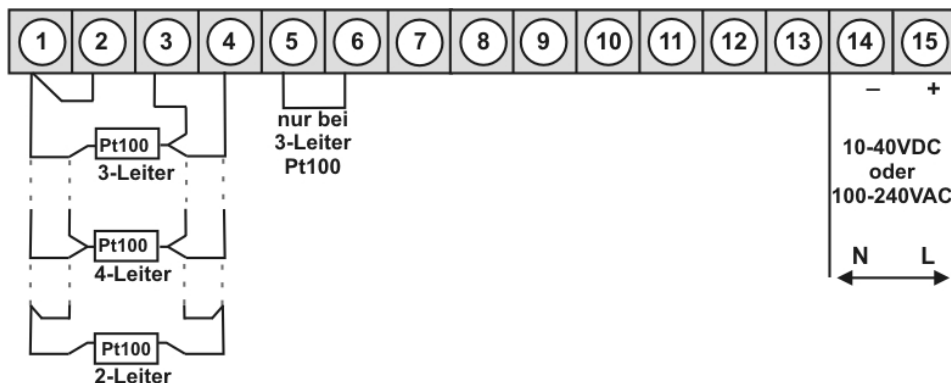 1 2 3 4 5 6 7 8 9 10 11 12 13 14 15
– +
Pt100
3-Leiter
nur bei
3-Leiter
Pt100
10-40VDC
oder
100-240VAC
Pt100
4-Leiter
N L
Pt100
2-Leiter